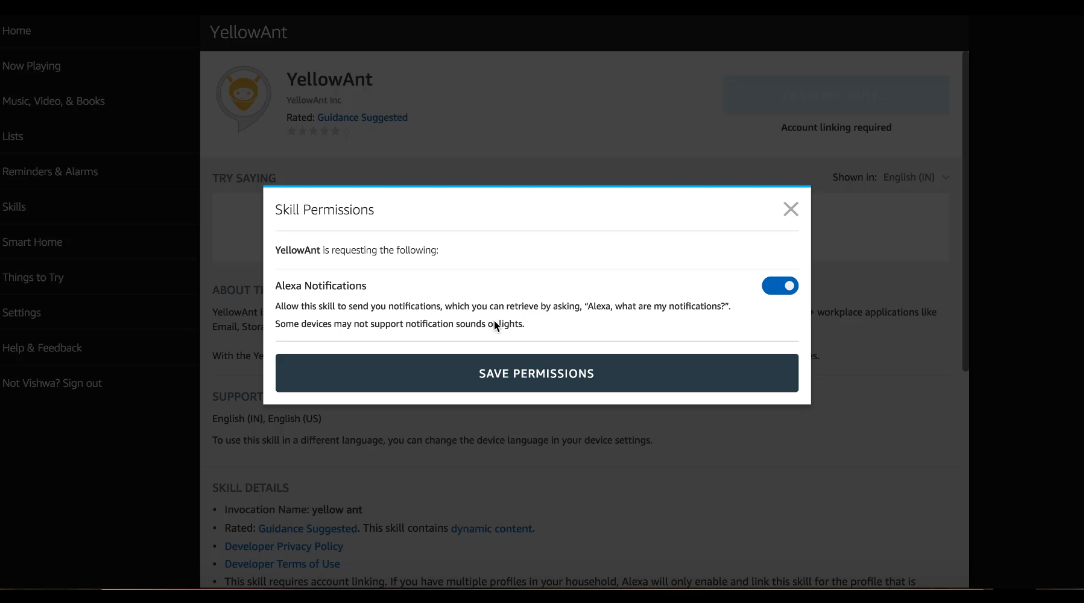 YellowAnt
Home
Now Playing
Music, Video, & Books
Lists
Reminders & Alarms
Skills
Smart Home
Things to Try
Settings
Help & Feedback
Not Vishwa? Sign out
YellowAnt
YellowAnt Inc
Rated: Guidance Suggested
Account linking required
TRY SAYING
Shown in: English (IN)
Skill Permissions
YellowAnt is requesting the following:
Alexa Notifications
Allow this skill to send you notifications, which you can retrieve by asking, “Alexa, what are my notifications?”.
Some devices may not support notification sounds or lights.
SAVE PERMISSIONS
ABOUT T
YellowAnt i
workplace applications like
Email, Stora
With the Ye
s.
SUPPORT
English (IN), English (US)
To use this skill in a different language, you can change the device language in your device settings.
SKILL DETAILS
• Invocation Name: yellow ant
• Rated: Guidance Suggested. This skill contains dynamic content.
• Developer Privacy Policy
• Developer Terms of Use
• This skill requires account linking. If you have multiple profiles in your household, Alexa will only enable and link this skill for the profile that is